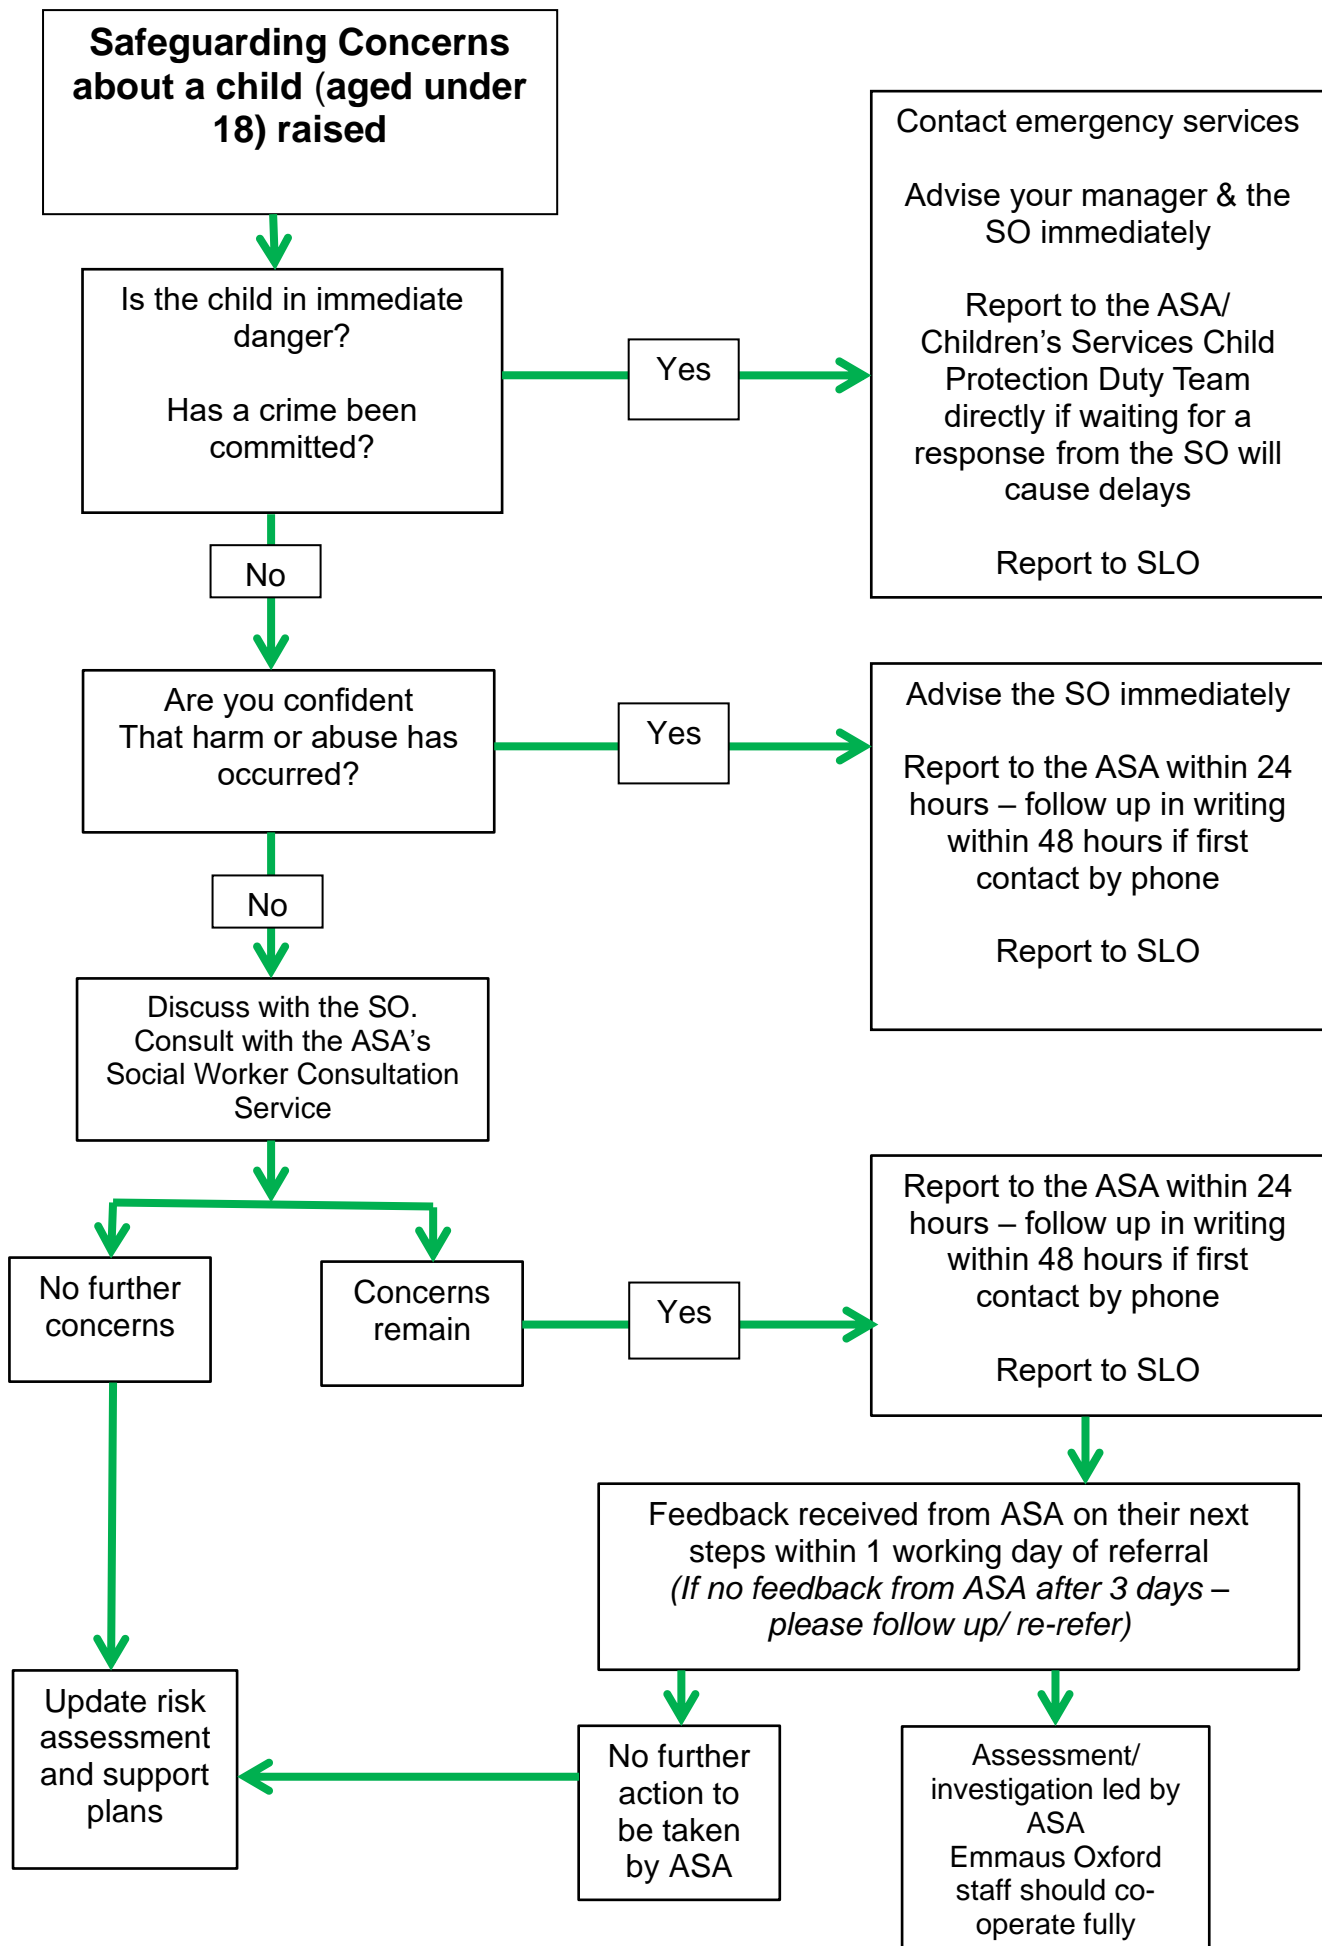 Safeguarding Concerns
about a child (aged under
18) raised
Contact emergency services
Advise your manager & the
SO immediately
Report to the ASA/
Children’s Services Child
Protection Duty Team
directly if waiting for a
response from the SO will
cause delays
Report to SLO
Is the child in immediate
danger?
Has a crime been
committed?
Yes
No
Are you confident
That harm or abuse has
occurred?
Yes
Advise the SO immediately
Report to the ASA within 24
hours – follow up in writing
within 48 hours if first
contact by phone
Report to SLO
No
Discuss with the SO.
Consult with the ASA’s
Social Worker Consultation
Service
No further
concerns
Concerns
remain
Yes
Report to the ASA within 24
hours – follow up in writing
within 48 hours if first
contact by phone
Report to SLO
Feedback received from ASA on their next
steps within 1 working day of referral
(If no feedback from ASA after 3 days –
please follow up/ re-refer)
Update risk
assessment
and support
plans
No further
action to
be taken
by ASA
Assessment/
investigation led by
ASA
Emmaus Oxford
staff should co-
operate fully